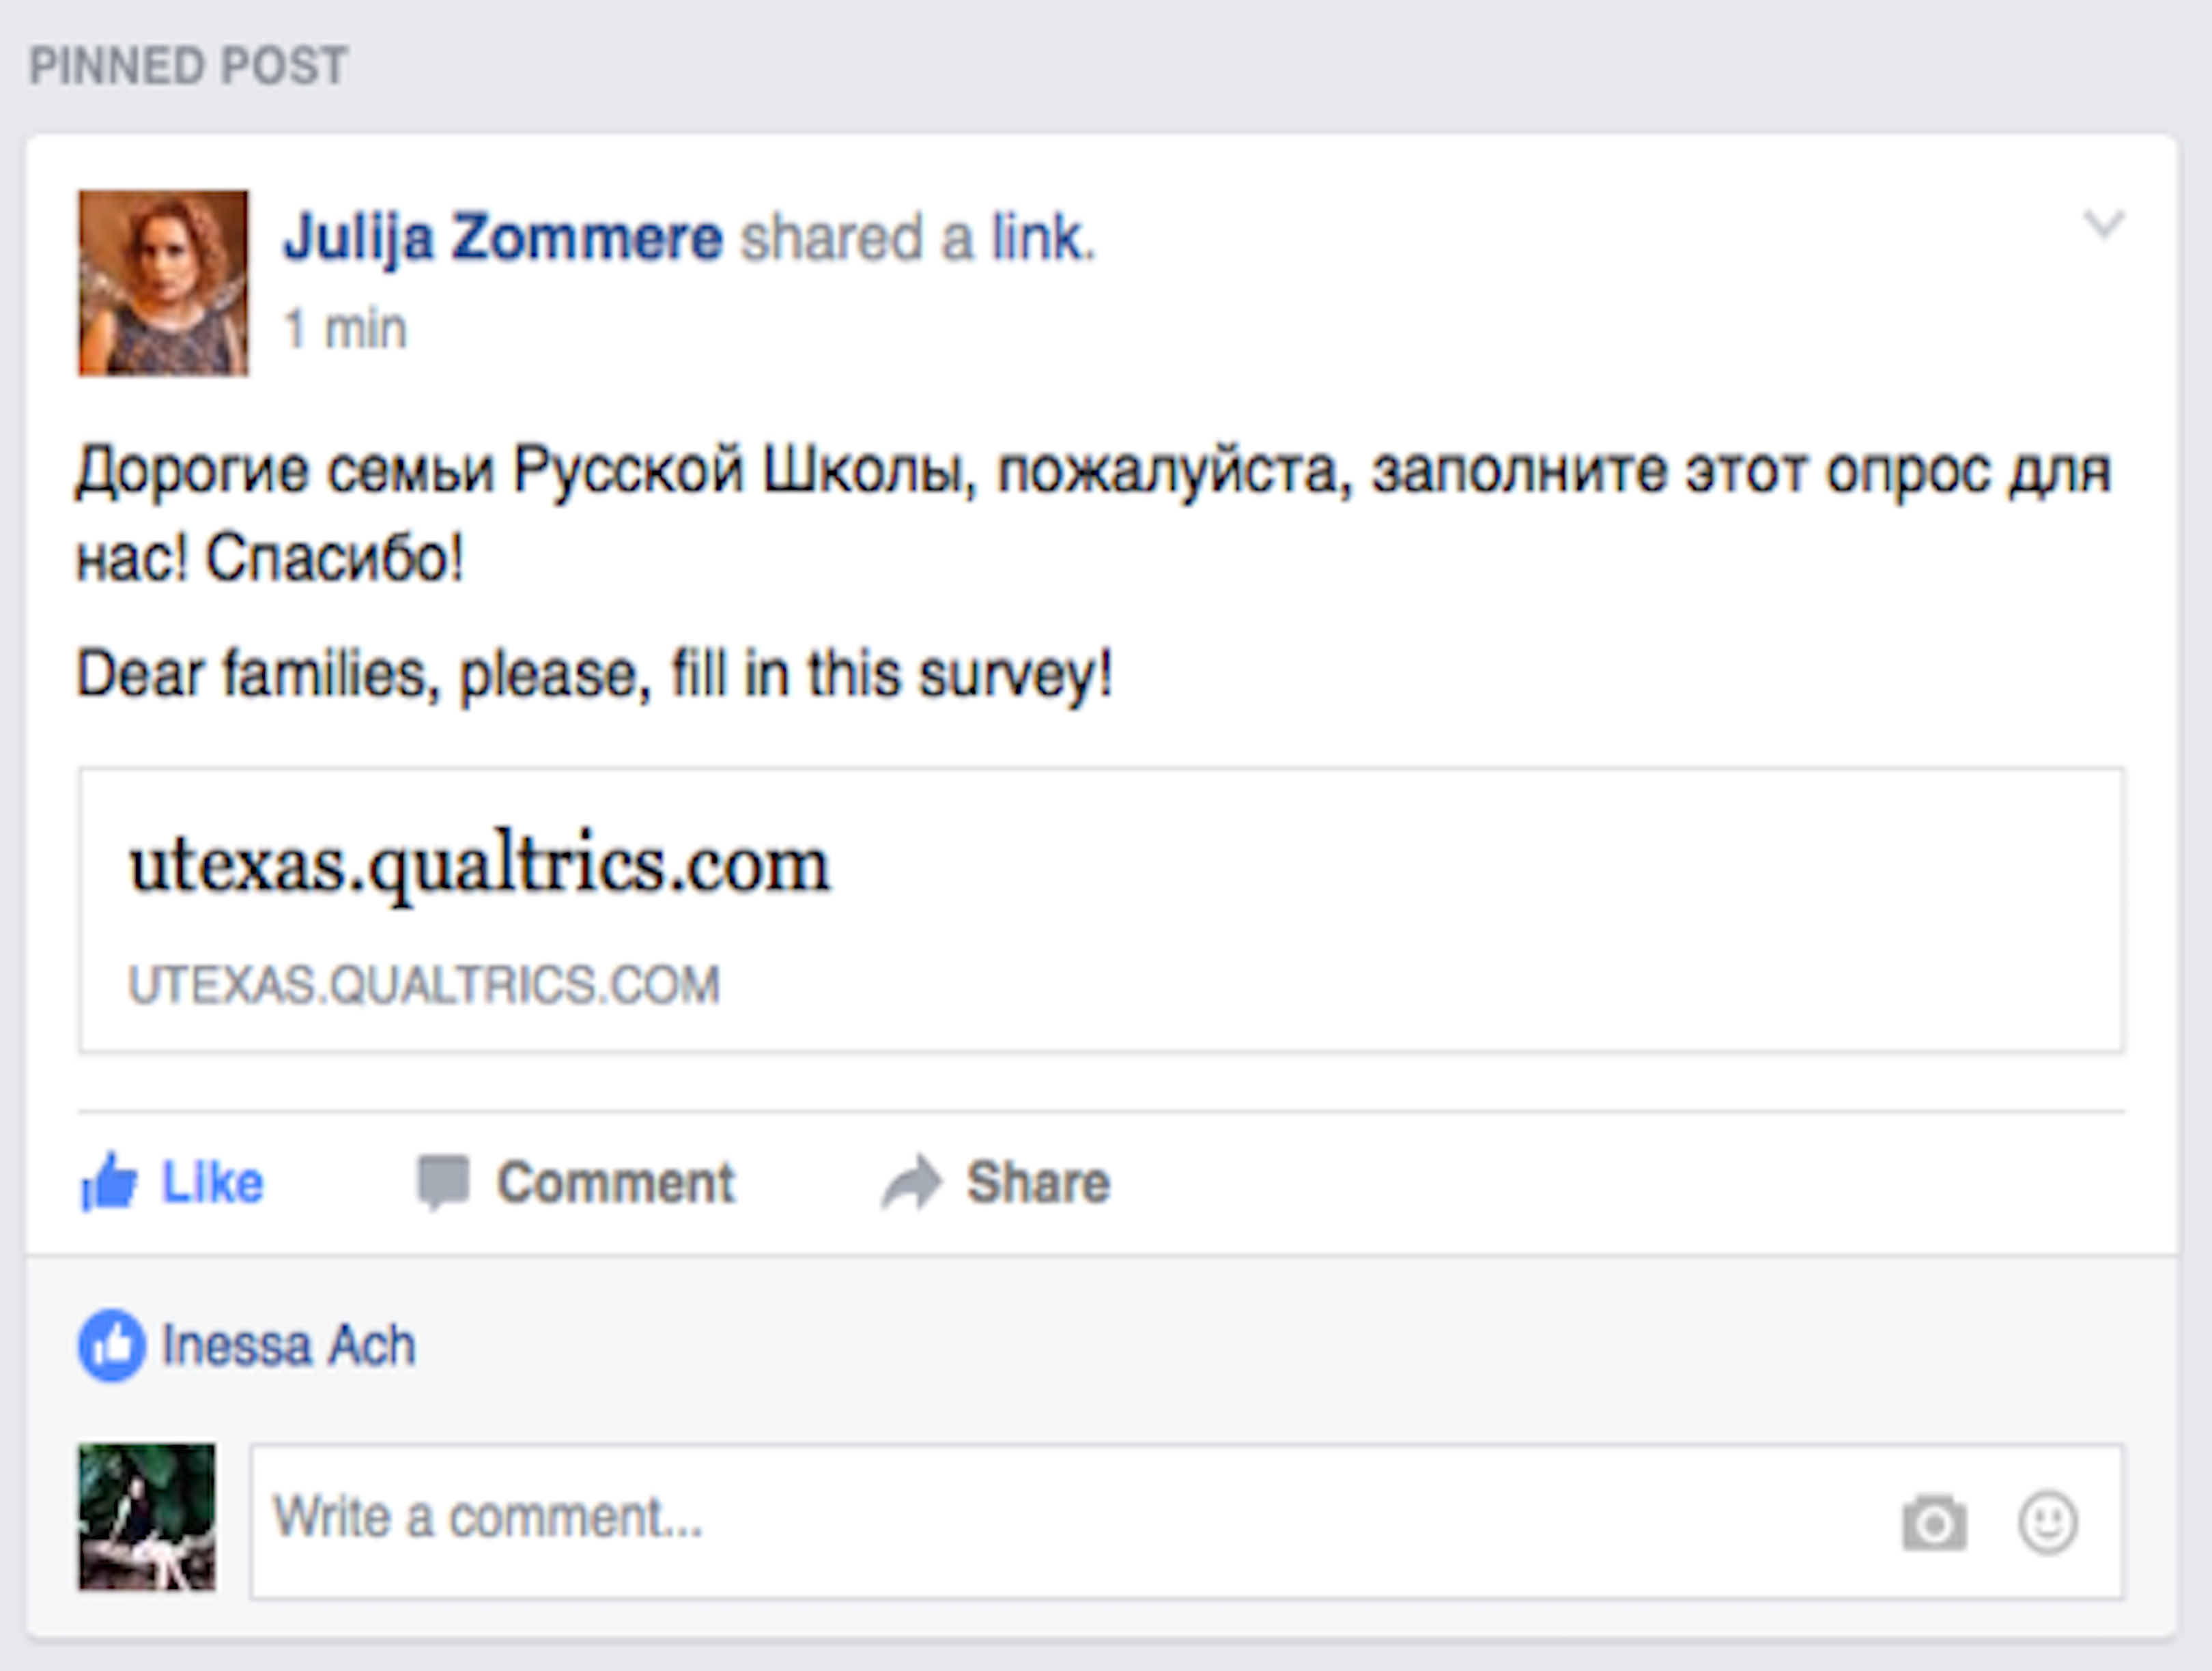 PINNED POST
Julija Zommere shared a link.
1 min
Дорогие семьи Русской Школы, пожалуйста, заполните этот опрос для
нас! Спасибо!
Dear families, please, fill in this survey!
utexas.qualtrics.com
UTEXAS.QUALTRICS.COM
Like Comment Share
Inessa Ach
Write a comment...